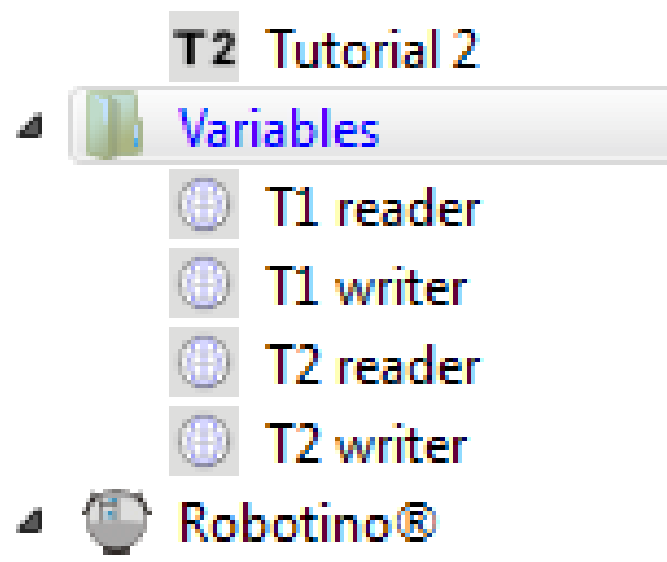 T2 Tutorial 2
Variables
T1 reader
T1 writer
T2 reader
T2 writer
Robotino®